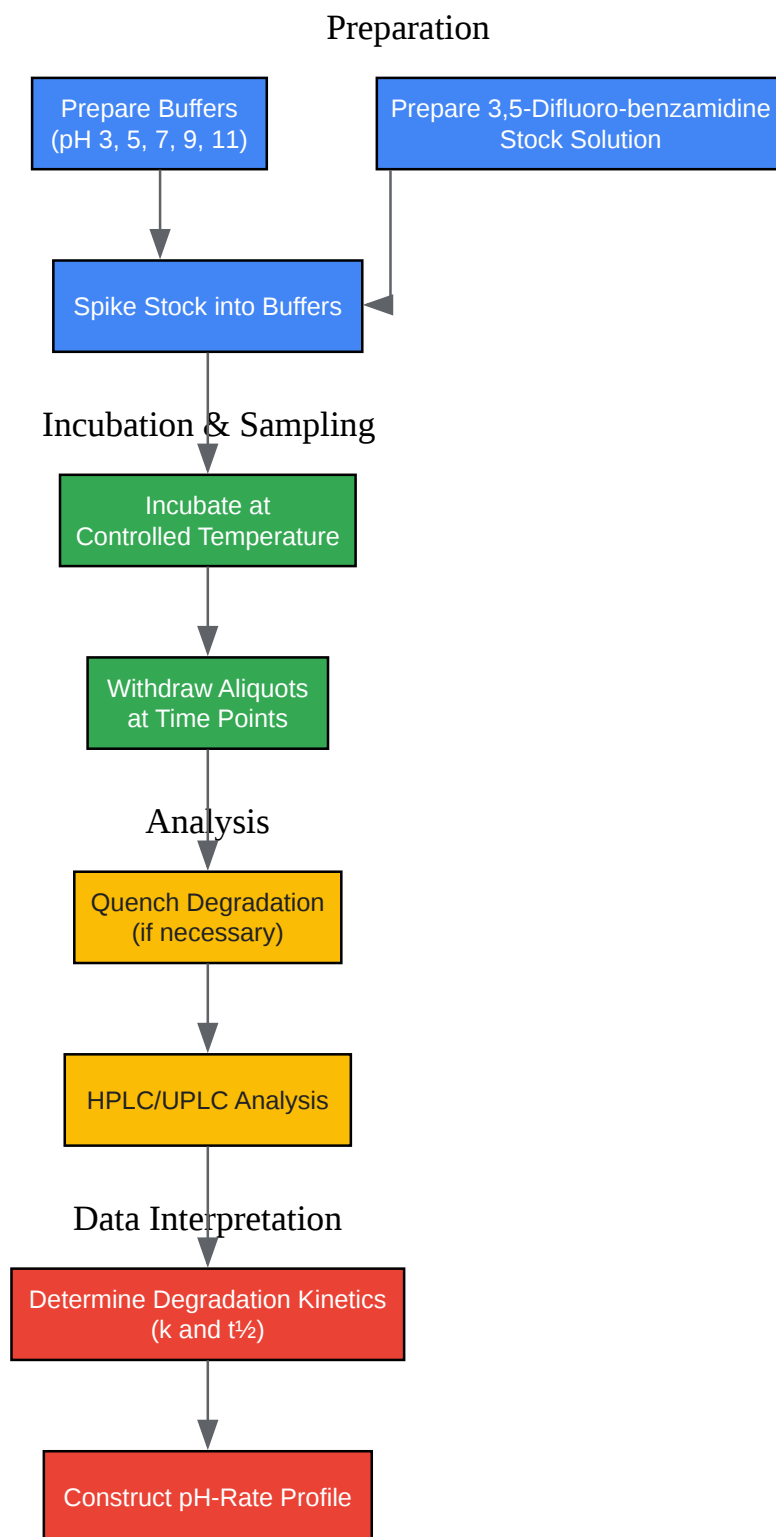 Preparation
Prepare Buffers
(pH 3, 5, 7, 9, 11)
Prepare 3,5-Difluoro-benzamidine
Stock Solution
Spike Stock into Buffers
Incubation & Sampling
Incubate at
Controlled Temperature
Withdraw Aliquots
at Time Points
Analysis
Quench Degradation
(if necessary)
HPLC/UPLC Analysis
Data Interpretation
Determine Degradation Kinetics
(k and t½)
Construct pH-Rate Profile